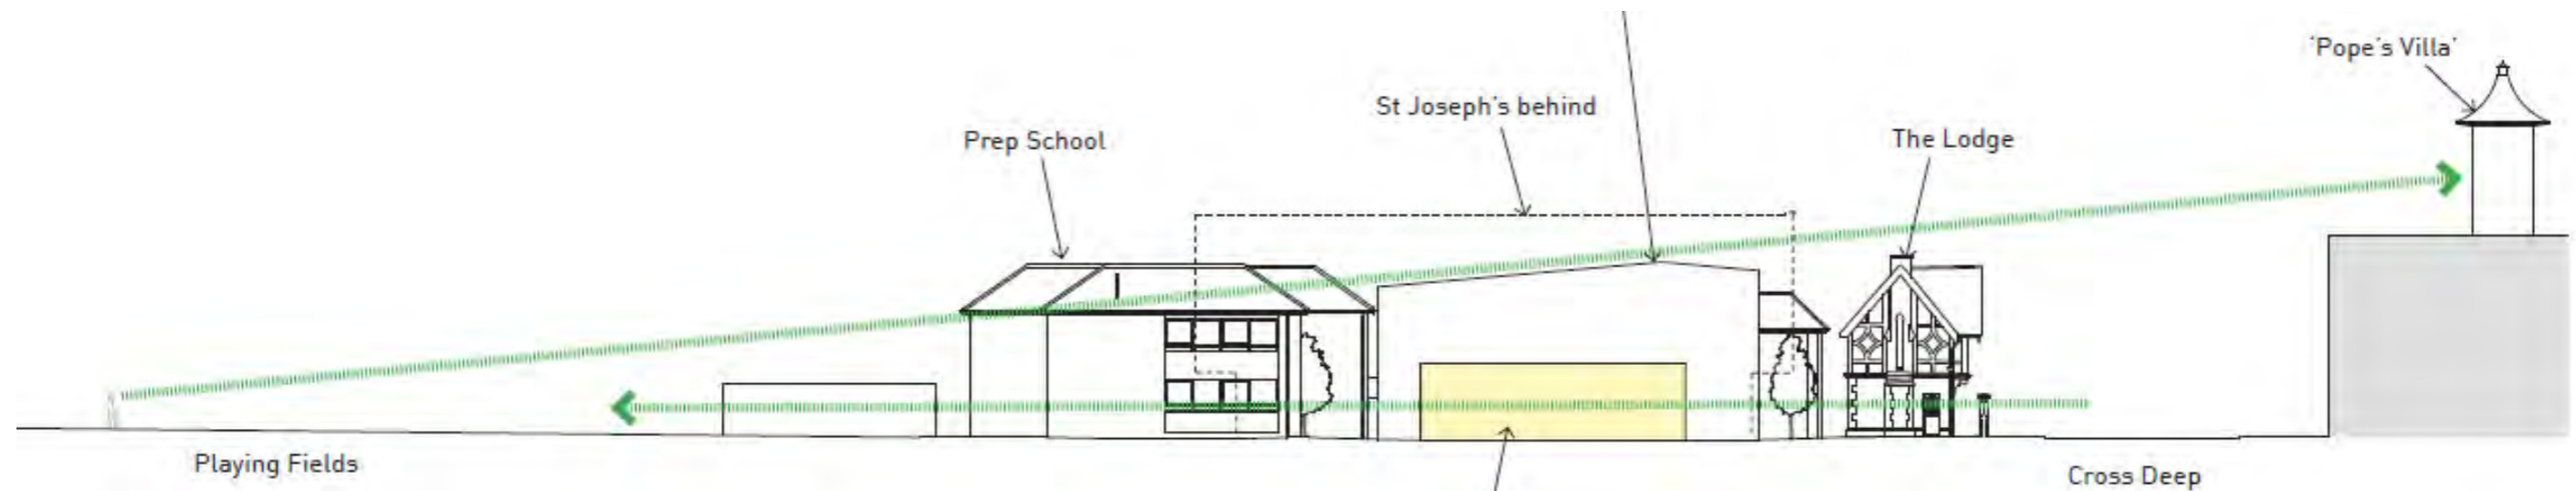 'Pope's Villa'
St Joseph's behind
Prep School
The Lodge
Playing Fields
Cross Deep